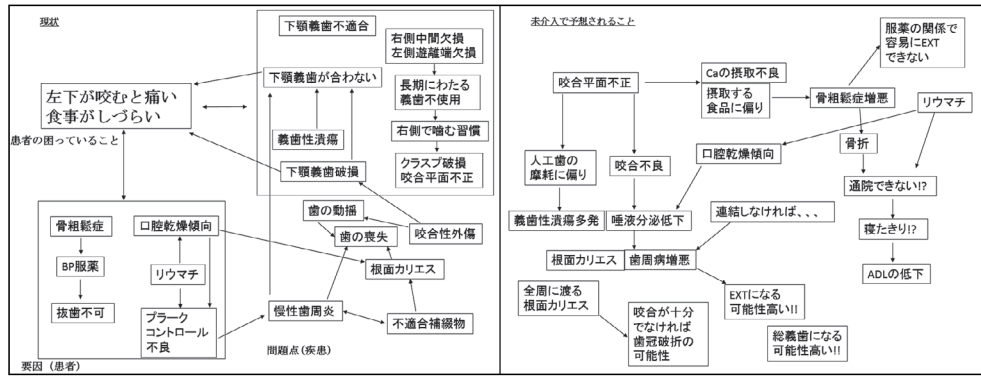 現状
下顎義歯不適合
右側中間欠損
左側遊離端欠損
下顎義歯が合わない
長期にわたる
義歯不使用
左下が咬むと痛い
食事がしづらい
患者の困っていること
義歯性潰瘍
右側で噛む習慣
下顎義歯破損
クラスプ破損
咬合平面不正
歯の動揺
咬合性外傷
歯の喪失
根面カリエス
骨粗鬆症
口腔乾燥傾向
BP服薬
リウマチ
抜歯不可
プラーク
コントロール
不良
慢性歯周炎
不適合補綴物
問題点(疾患)
要因（患者）
未介入で予想されること
服薬の関係で
容易にEXT
できない
咬合平面不正
Caの摂取不良
摂取する
食品に偏り
骨粗鬆症増悪
リウマチ
人工歯の
摩耗に偏り
咬合不良
口腔乾燥傾向
骨折
通院できない!?
義歯性潰瘍多発
唾液分泌低下
連結しなければ、、、
寝たきり!?
根面カリエス
歯周病増悪
ADLの低下
全周に渡る
根面カリエス
EXTになる
可能性高い!!
咬合が十分
でなければ
歯冠破折の
可能性
総義歯になる
可能性高い!!